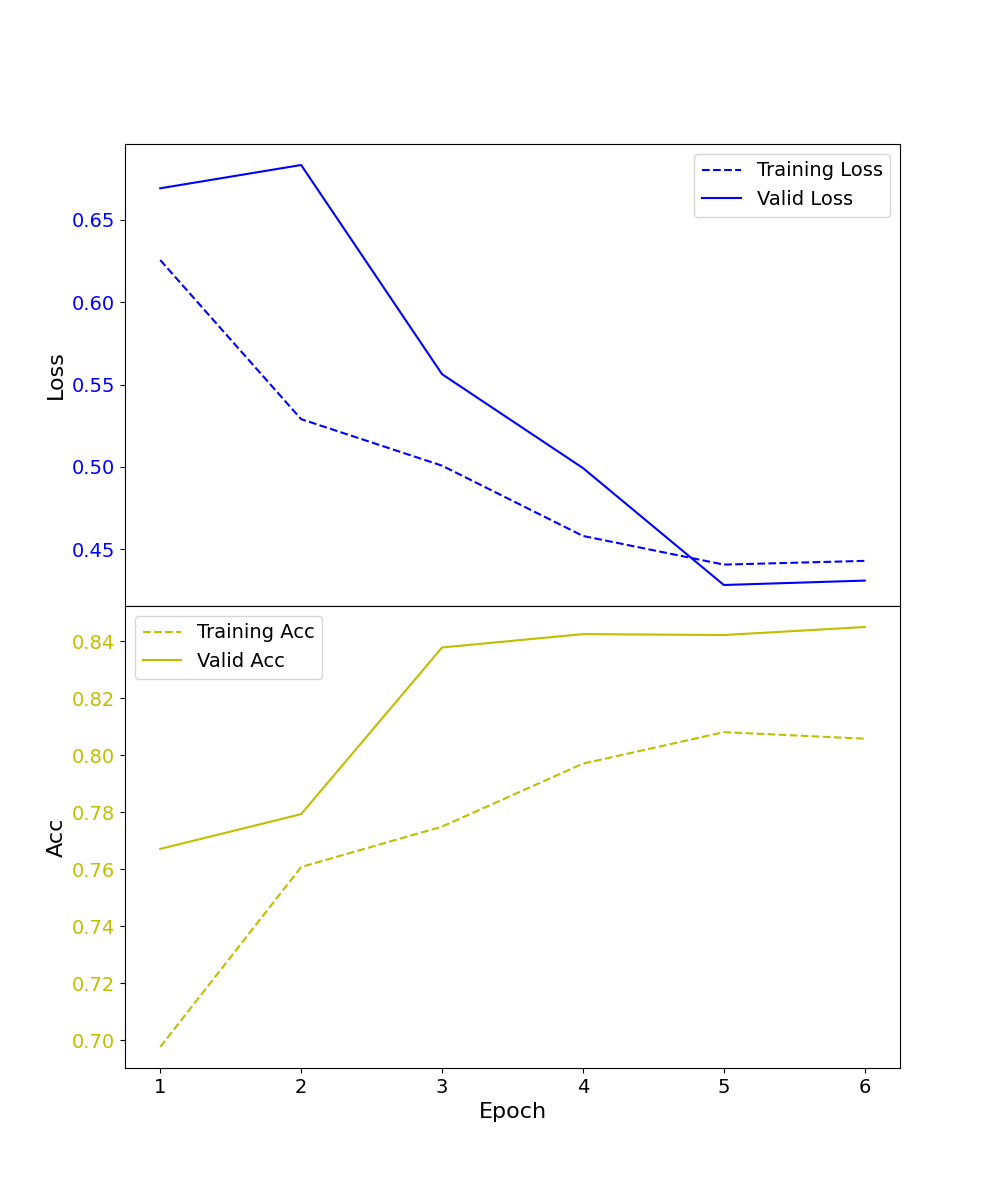 Training Loss
Valid Loss
0.65
0.60
0.55
0.50
0.45
Loss
Training Acc
Valid Acc
0.84
0.82
0.80
0.78
0.76
0.74
0.72
0.70
Acc
1 2 3 4 5 6
Epoch